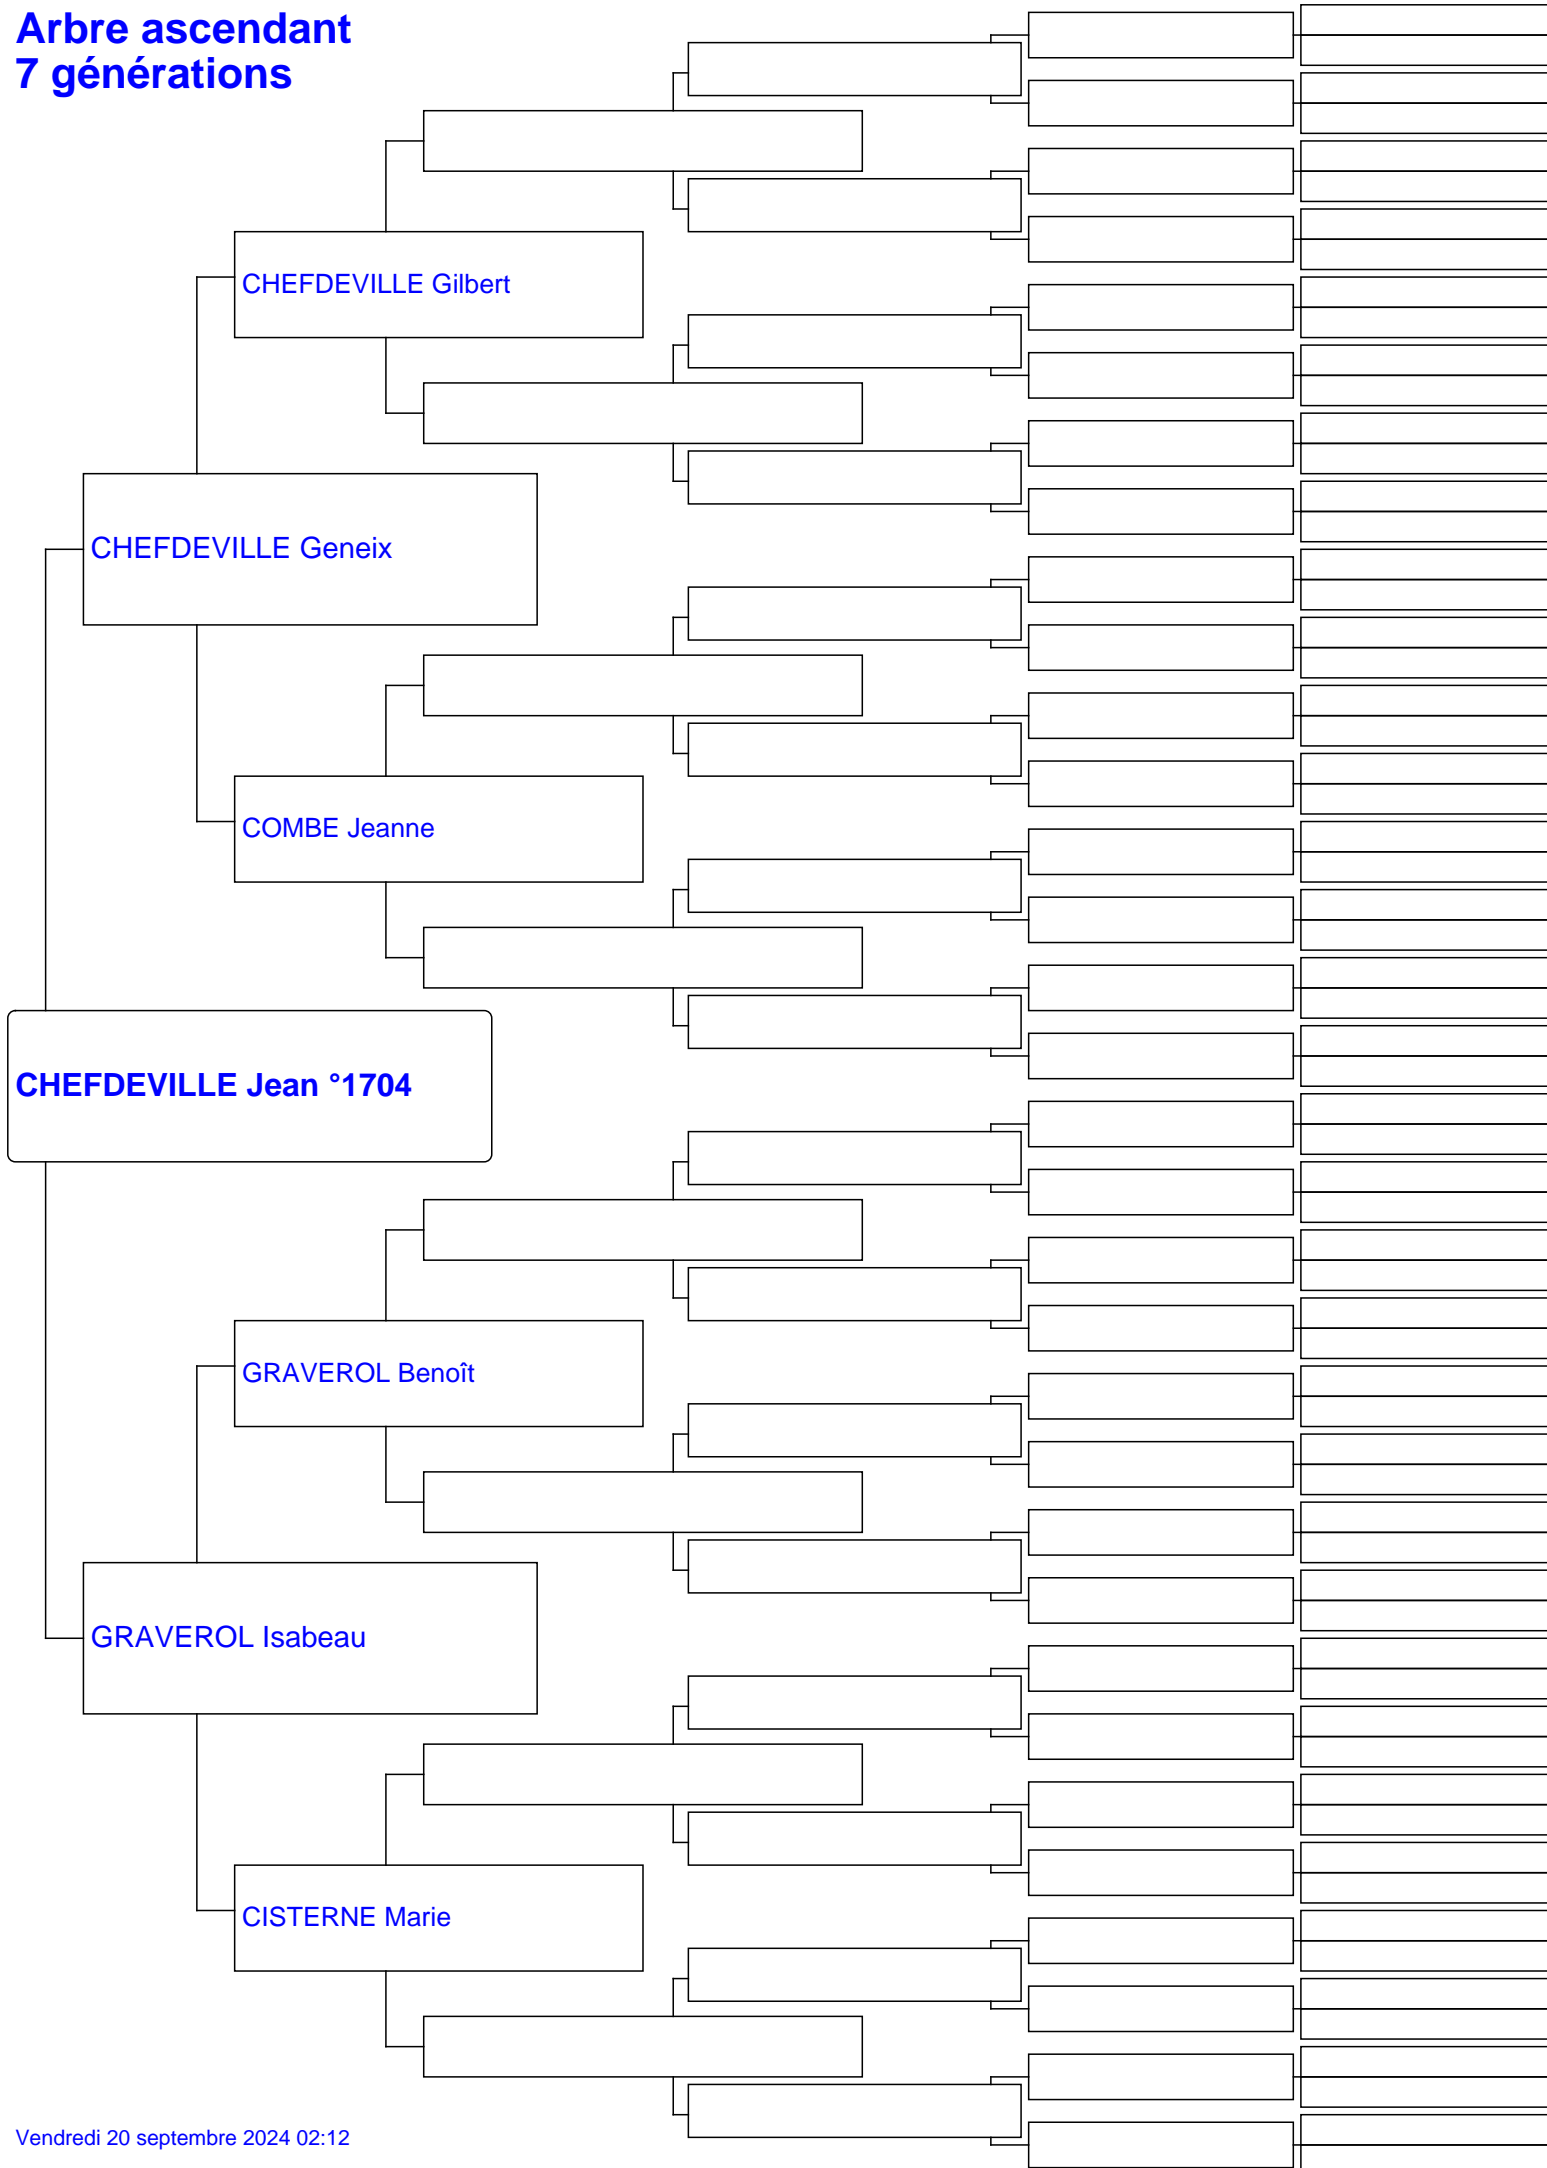 Arbre ascendant
7 générations
CHEFDEVILLE Gilbert
CHEFDEVILLE Geneix
COMBE Jeanne
CHEFDEVILLE Jean °1704
GRAVEROL Benoît
GRAVEROL Isabeau
CISTERNE Marie
Vendredi 20 septembre 2024 02:12